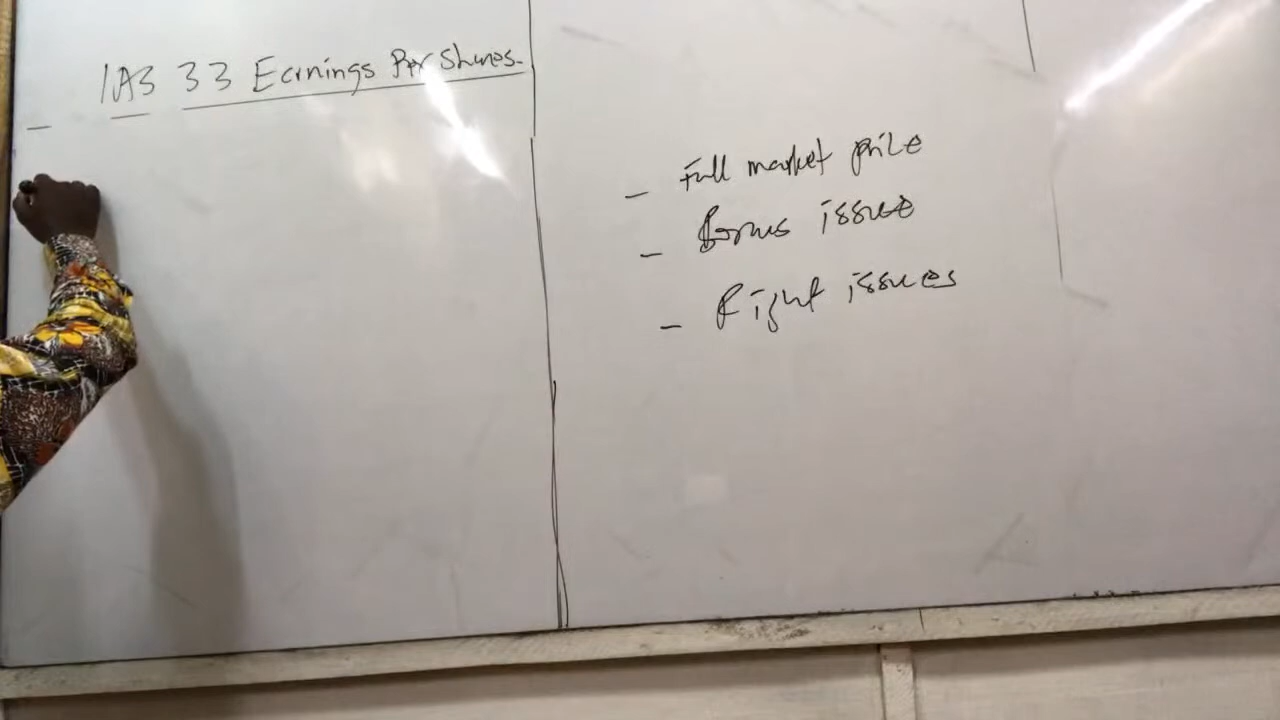 IAS 33 Earnings Per Shares.
-
- Full market price
- Bonus issue
- Right issues